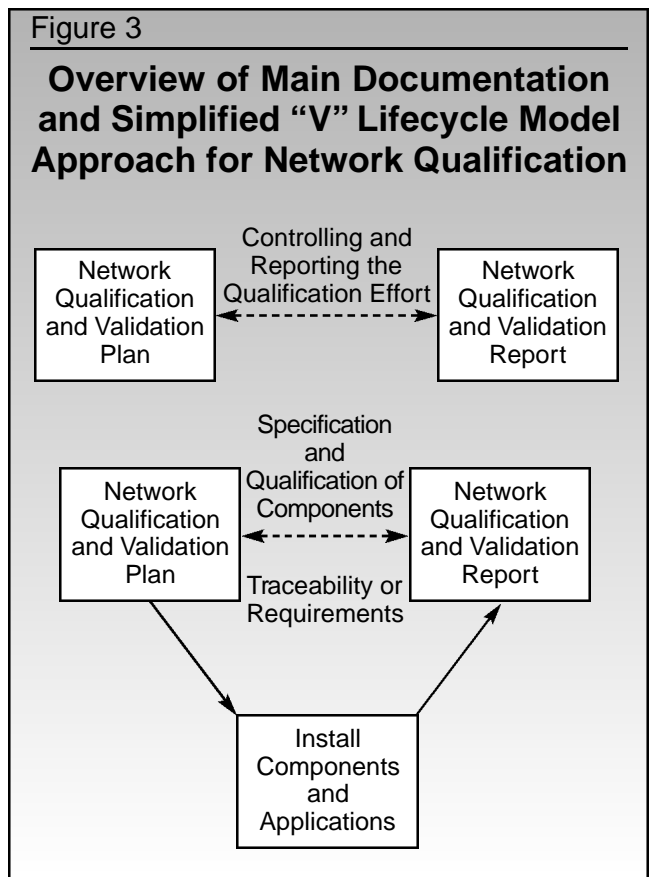 Figure 3
Overview of Main Documentation
and Simplified “V” Lifecycle Model
Approach for Network Qualification
Controlling and
Reporting the
Qualification Effort
Network
Qualification
and Validation
Plan
Network
Qualification
and Validation
Report
Specification
and
Qualification of
Components
Network
Qualification
and Validation
Plan
Network
Qualification
and Validation
Report
Traceability or
Requirements
Install
Components
and
Applications